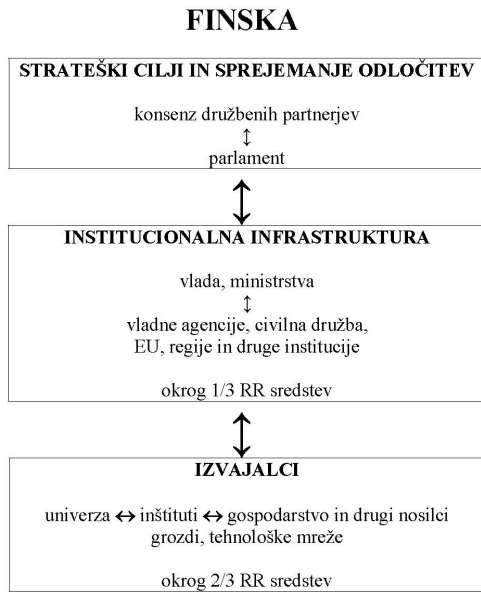 FINSKA
STRATEŠKI CILJI IN SPREJEMANJE ODLOČITEV
konsenz družbenih partnerjev
↕
parlament
↕
INSTITUCIONALNA INFRASTRUKTURA
vlada, ministrstva
↕
vladne agencije, civilna družba,
EU, regije in druge institucije
okrog 1/3 RR sredstev
↕
IZVAJALCI
univerza ↔ inštituti ↔ gospodarstvo in drugi nosilci
grozdi, tehnološke mreže
okrog 2/3 RR sredstev